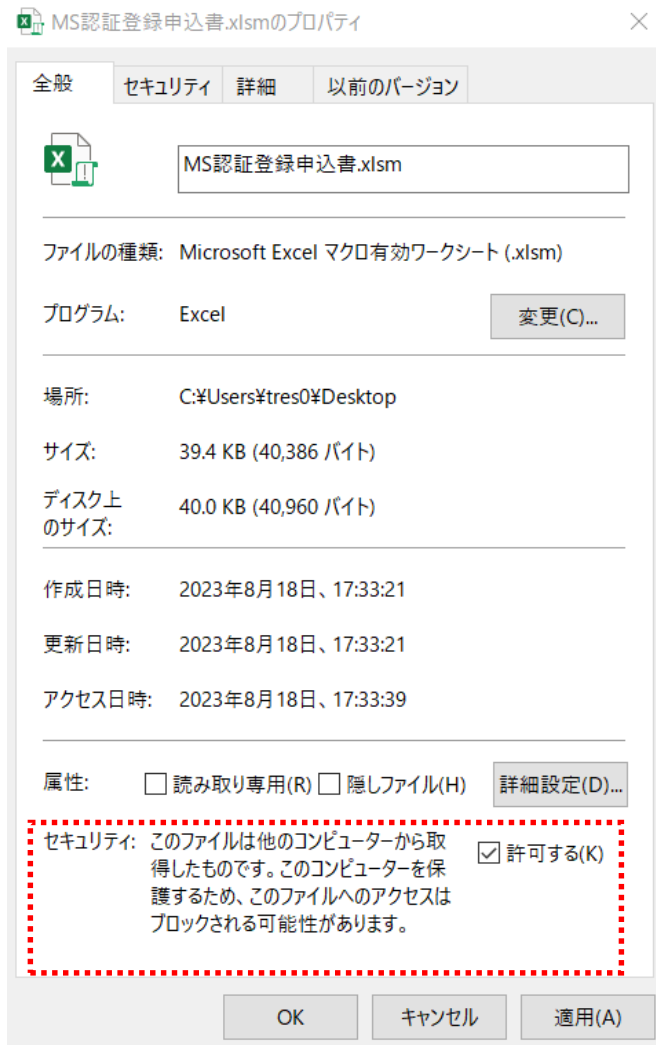 MS認証登録申込書.xlsmのプロパティ
全般 セキュリティ 詳細 以前のバージョン
MS認証登録申込書.xlsm
ファイルの種類: Microsoft Excel マクロ有効ワークシート (.xlsm)
プログラム: Excel 変更(C)...
場所: C:¥Users¥tres0¥Desktop
サイズ: 39.4 KB (40,386 バイト)
ディスク上
のサイズ: 40.0 KB (40,960 バイト)
作成日時: 2023年8月18日、17:33:21
更新日時: 2023年8月18日、17:33:21
アクセス日時: 2023年8月18日、17:33:39
属性: 読み取り専用(R) 隠しファイル(H) 詳細設定(D)...
セキュリティ: このファイルは他のコンピューターから取 許可する(K)
得したものです。このコンピューターを保
護するため、このファイルへのアクセスは
ブロックされる可能性があります。
OK キャンセル 適用(A)